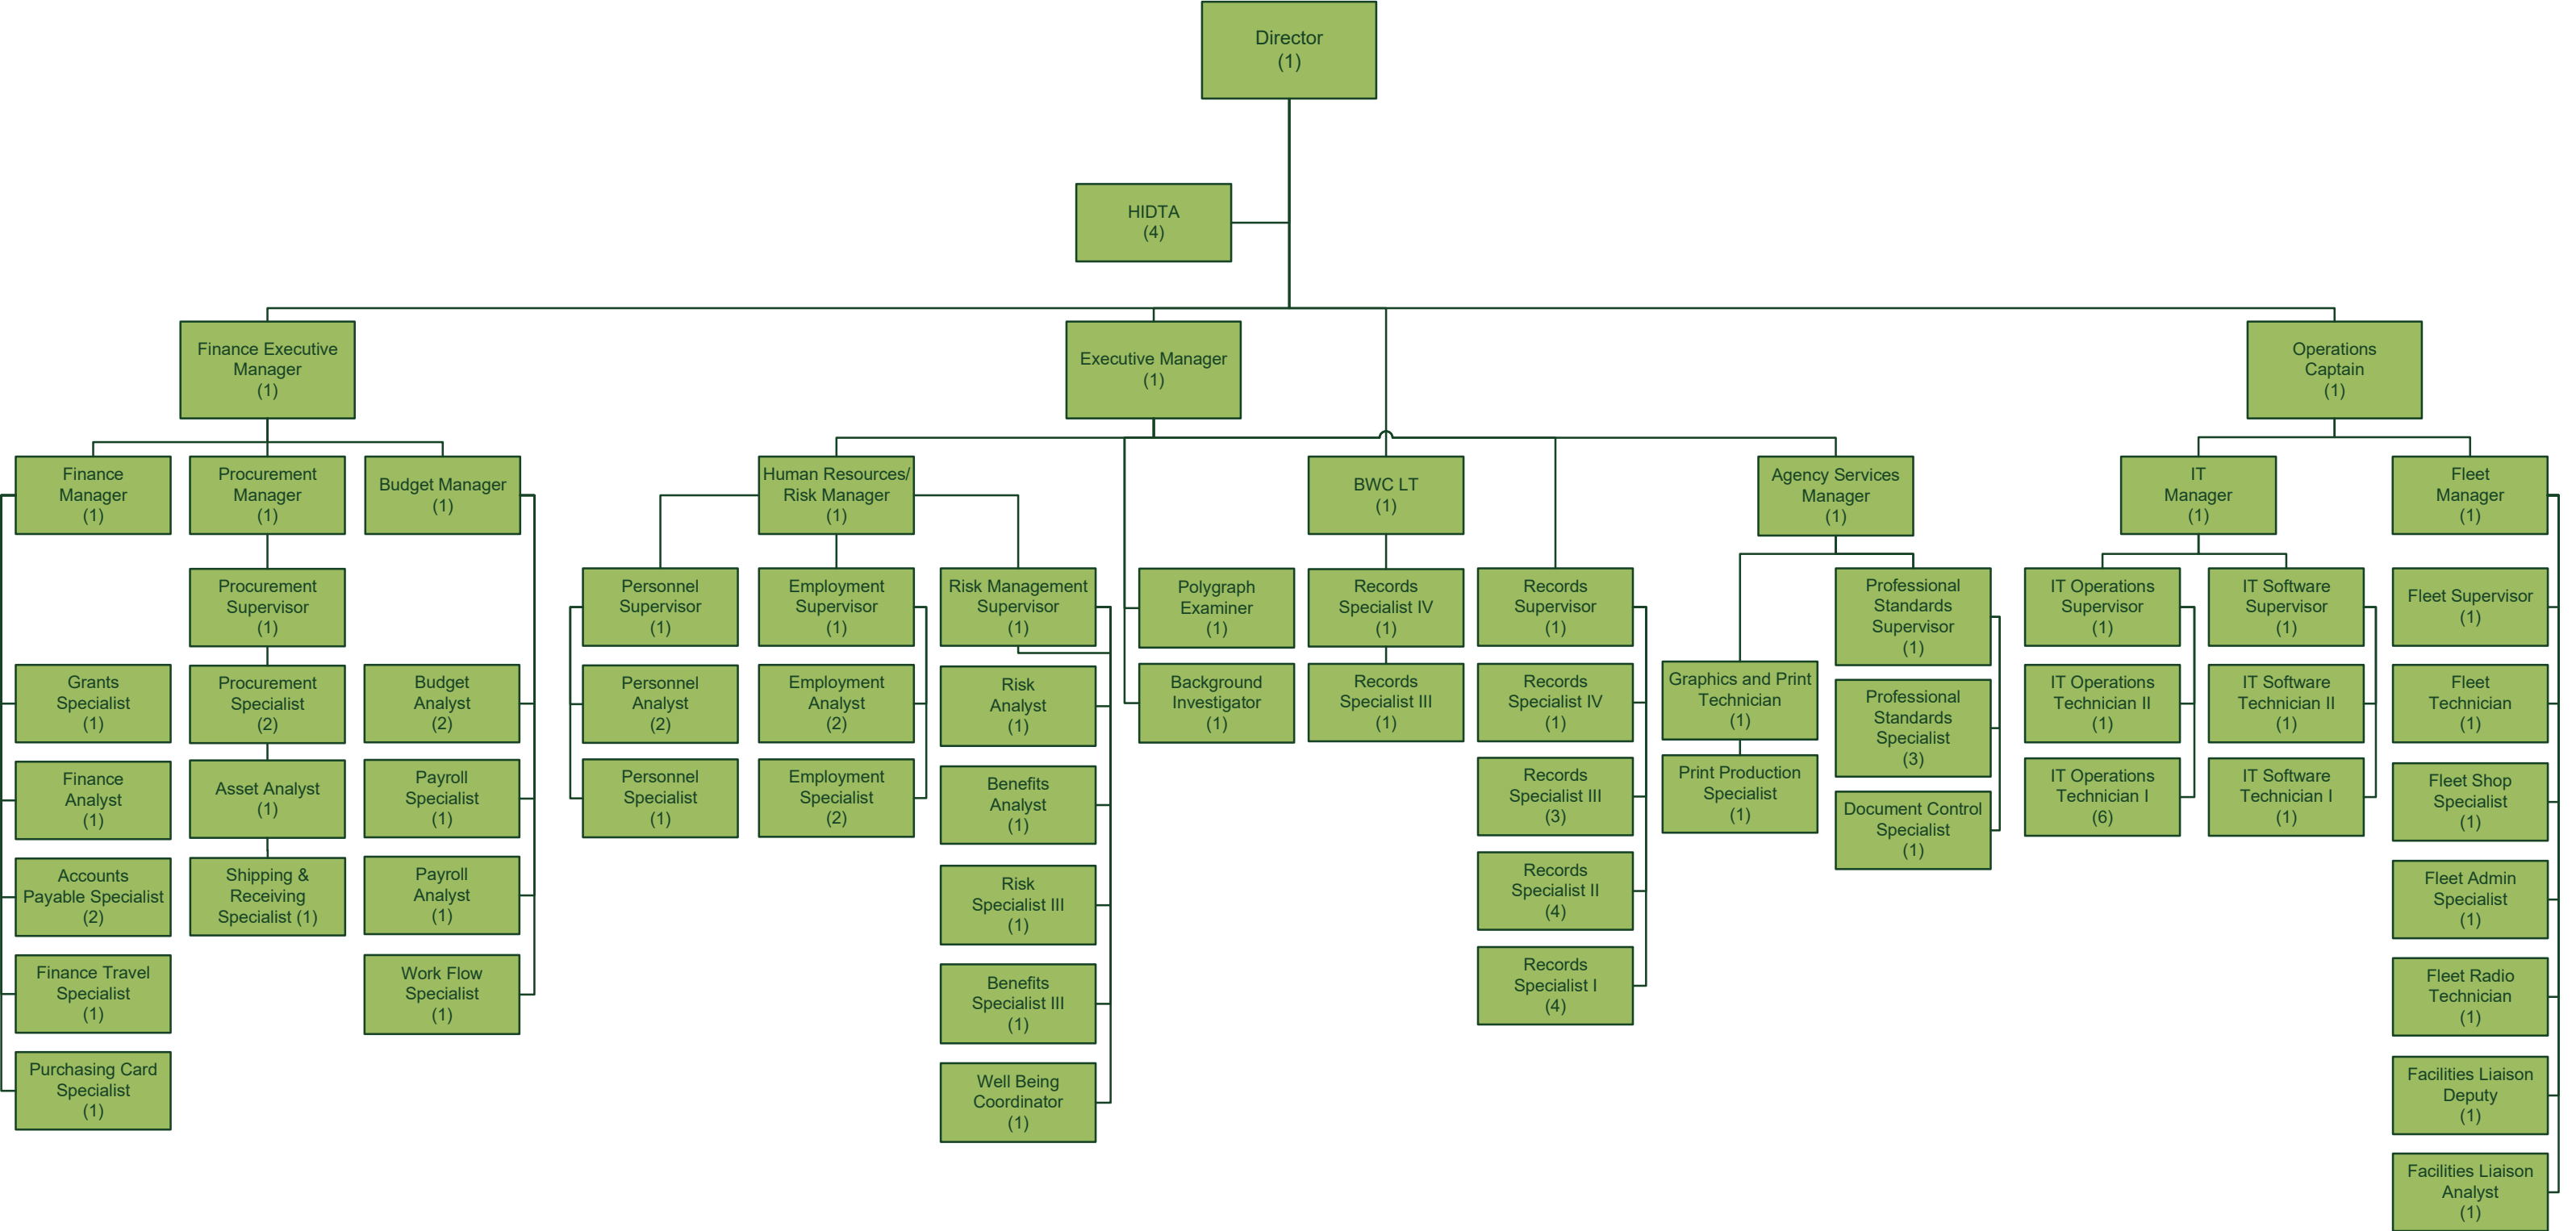 Director
(1)
HIDTA
(4)
Finance Executive
Manager
(1)
Executive Manager
(1)
Operations
Captain
(1)
Finance
Manager
(1)
Procurement
Manager
(1)
Budget Manager
(1)
Human Resources/
Risk Manager
(1)
BWC LT
(1)
Agency Services
Manager
(1)
IT
Manager
(1)
Fleet
Manager
(1)
Grants
Specialist
(1)
Finance
Analyst
(1)
Accounts
Payable Specialist
(2)
Finance Travel
Specialist
(1)
Purchasing Card
Specialist
(1)
Procurement
Supervisor
(1)
Procurement
Specialist
(2)
Asset Analyst
(1)
Shipping &
Receiving
Specialist (1)
Budget
Analyst
(2)
Payroll
Specialist
(1)
Payroll
Analyst
(1)
Work Flow
Specialist
(1)
Personnel
Supervisor
(1)
Personnel
Analyst
(2)
Personnel
Specialist
(1)
Employment
Supervisor
(1)
Employment
Analyst
(2)
Employment
Specialist
(2)
Risk Management
Supervisor
(1)
Risk
Analyst
(1)
Benefits
Analyst
(1)
Risk
Specialist III
(1)
Benefits
Specialist III
(1)
Well Being
Coordinator
(1)
Polygraph
Examiner
(1)
Background
Investigator
(1)
Records
Specialist IV
(1)
Records
Specialist III
(1)
Records
Supervisor
(1)
Records
Specialist IV
(1)
Records
Specialist III
(3)
Records
Specialist II
(4)
Records
Specialist I
(4)
Graphics and Print
Technician
(1)
Print Production
Specialist
(1)
Professional
Standards
Supervisor
(1)
Professional
Standards
Specialist
(3)
Document Control
Specialist
(1)
IT Operations
Supervisor
(1)
IT Operations
Technician II
(1)
IT Operations
Technician I
(6)
IT Software
Supervisor
(1)
IT Software
Technician II
(1)
IT Software
Technician I
(1)
Fleet Supervisor
(1)
Fleet
Technician
(1)
Fleet Shop
Specialist
(1)
Fleet Admin
Specialist
(1)
Fleet Radio
Technician
(1)
Facilities Liaison
Deputy
(1)
Facilities Liaison
Analyst
(1)